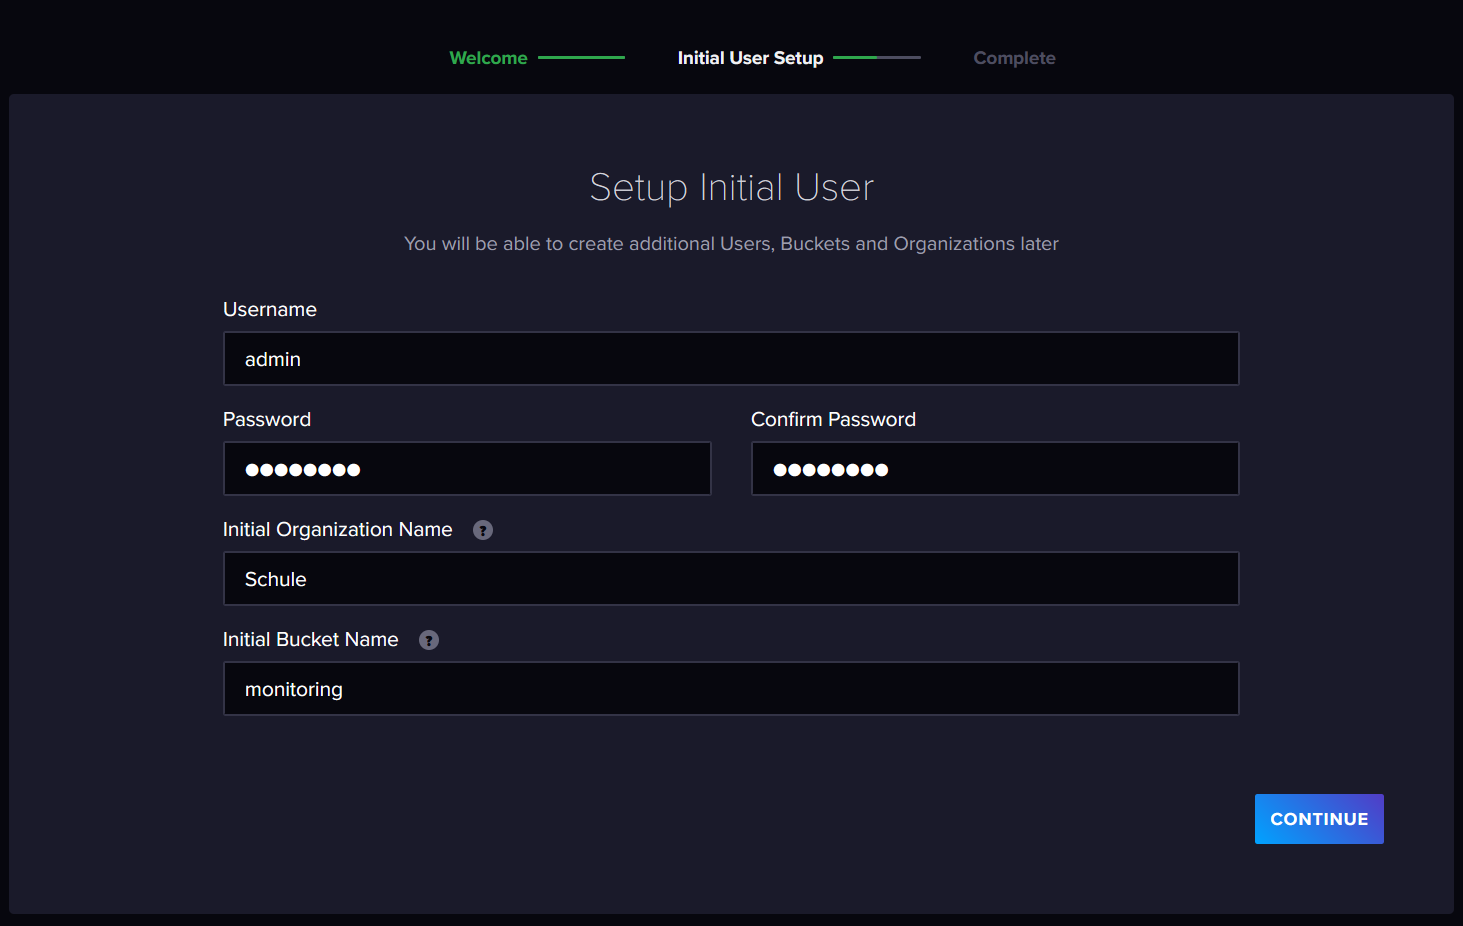 Welcome Initial User Setup Complete
Setup Initial User
You will be able to create additional Users, Buckets and Organizations later
Username
admin
Password Confirm Password
●●●●●●●● ●●●●●●●●
Initial Organization Name ?
Schule
Initial Bucket Name ?
monitoring
CONTINUE